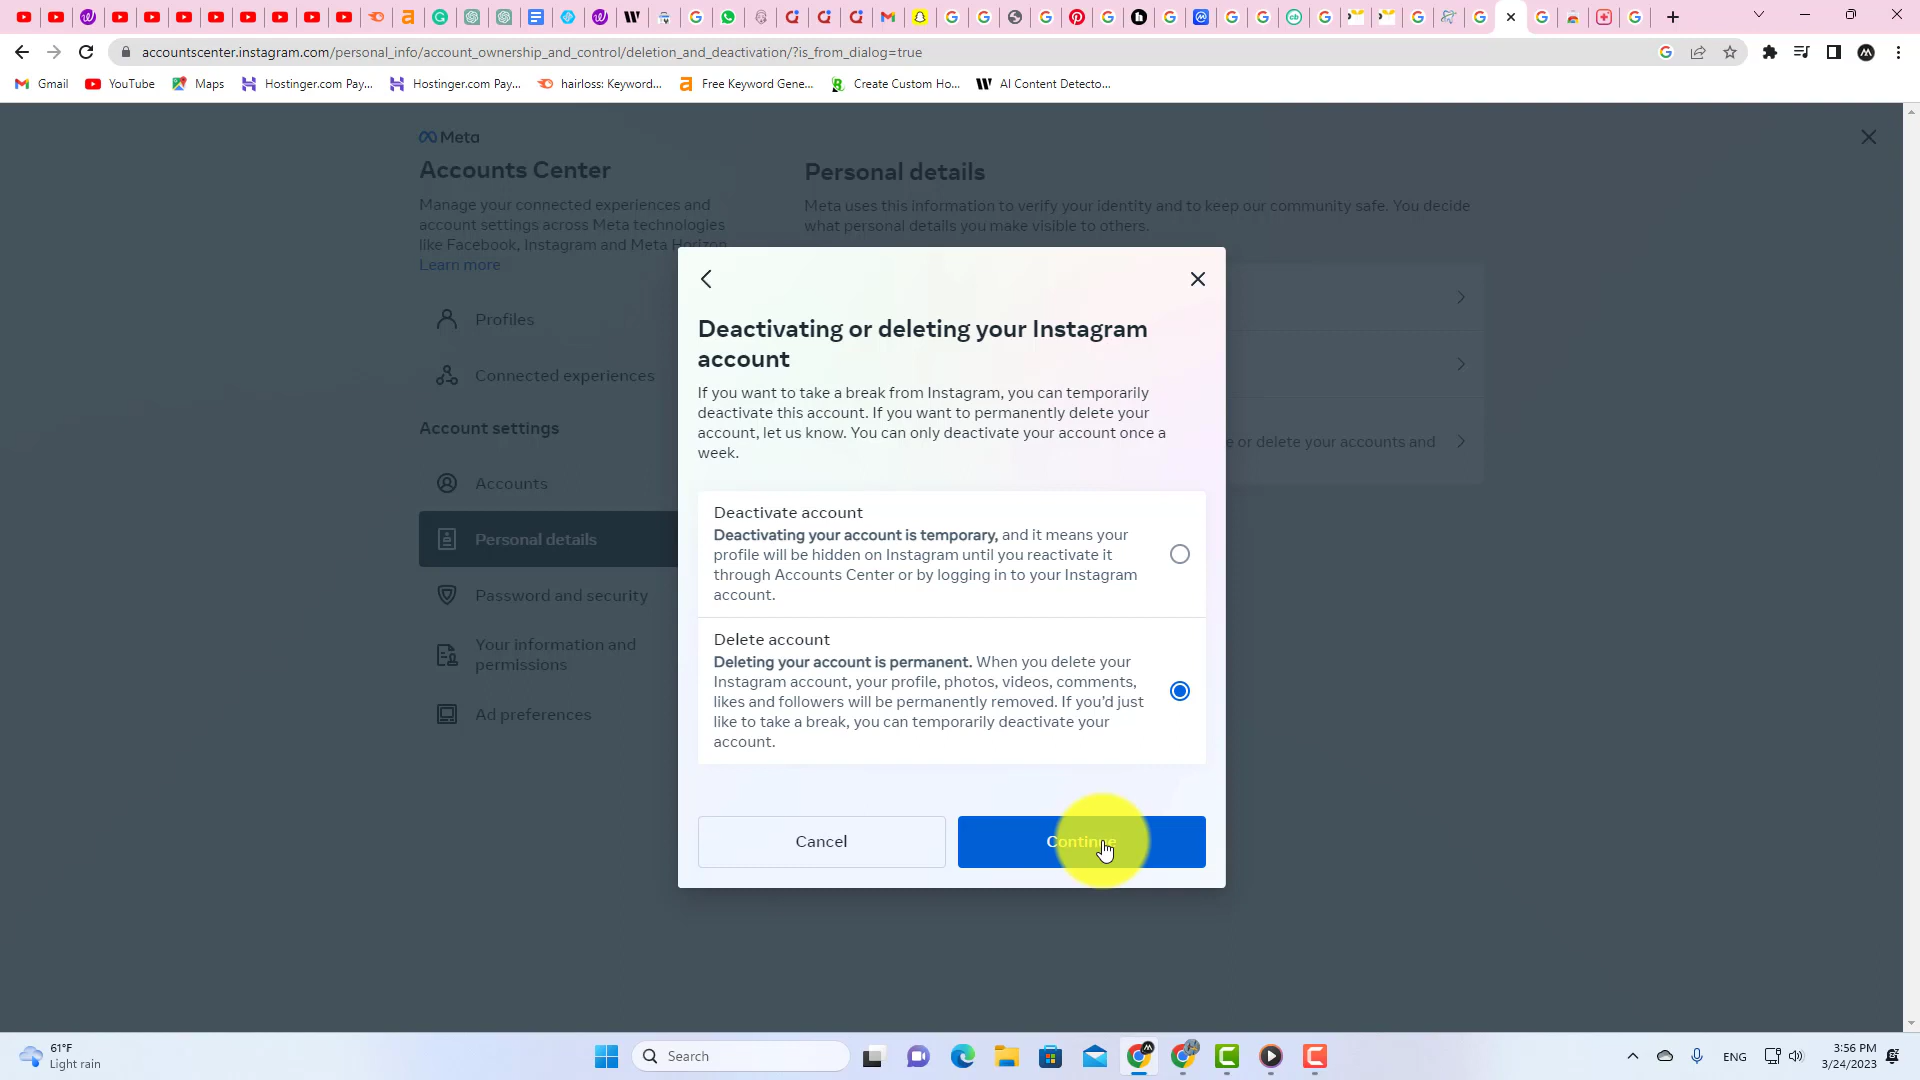 accountscenter.instagram.com/personal_info/account_ownership_and_control/deletion_and_deactivation/?is_from_dialog=true
Gmail YouTube Maps Hostinger.com Pay... Hostinger.com Pay... hairloss: Keyword... Free Keyword Gene... Create Custom Ho... AI Content Detecto...
Meta
Accounts Center
Manage your connected experiences and
account settings across Meta technologies
like Facebook, Instagram and Meta Horizon.
Learn more
Profiles
Connected experiences
Account settings
Accounts
Personal details
Password and security
Your information and
permissions
Ad preferences
Personal details
Meta uses this information to verify your identity and to keep our community safe. You decide
what personal details you make visible to others.
or delete your accounts and
Deactivating or deleting your Instagram
account
If you want to take a break from Instagram, you can temporarily
deactivate this account. If you want to permanently delete your
account, let us know. You can only deactivate your account once a
week.
Deactivate account
Deactivating your account is temporary, and it means your
profile will be hidden on Instagram until you reactivate it
through Accounts Center or by logging in to your Instagram
account.
Delete account
Deleting your account is permanent. When you delete your
Instagram account, your profile, photos, videos, comments,
likes and followers will be permanently removed. If you'd just
like to take a break, you can temporarily deactivate your
account.
Cancel Continue
61°F
Light rain
Search
ENG
3:56 PM
3/24/2023